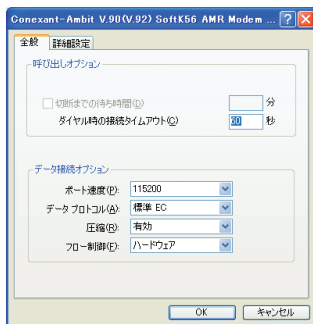 Conexant-Ambit V.90(V.92) SoftK56 AMR Modem ...
全般 詳細設定
呼び出しオプション
切断までの待ち時間(D) 分
ダイヤル時の接続タイムアウト(C) 60 秒
データ接続オプション
ポート速度(P): 115200
データ プロトコル(A): 標準 EC
圧縮(R): 有効
フロー制御(F): ハードウェア
OK キャンセル